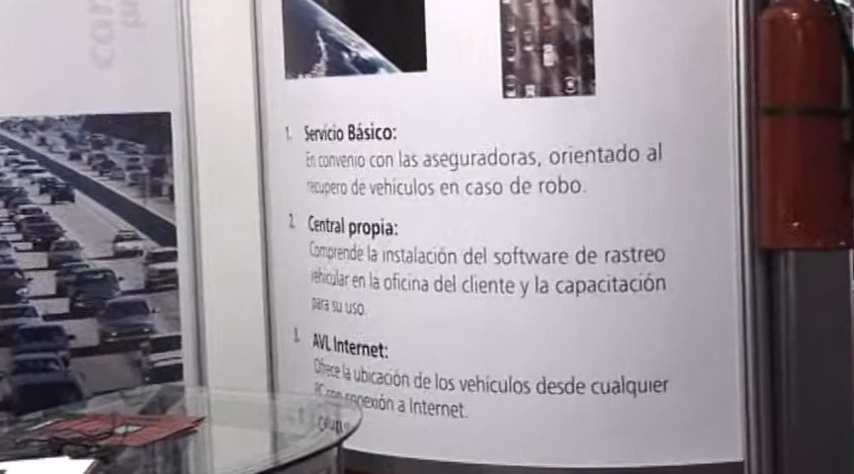 1. Servicio Básico:
En convenio con las aseguradoras, orientado al
recupero de vehículos en caso de robo.
2. Central propia:
Comprende la instalación del software de rastreo
vehicular en la oficina del cliente y la capacitación
para su uso.
3. AVL Internet:
Ofrece la ubicación de los vehículos desde cualquier
PC con conexión a Internet.